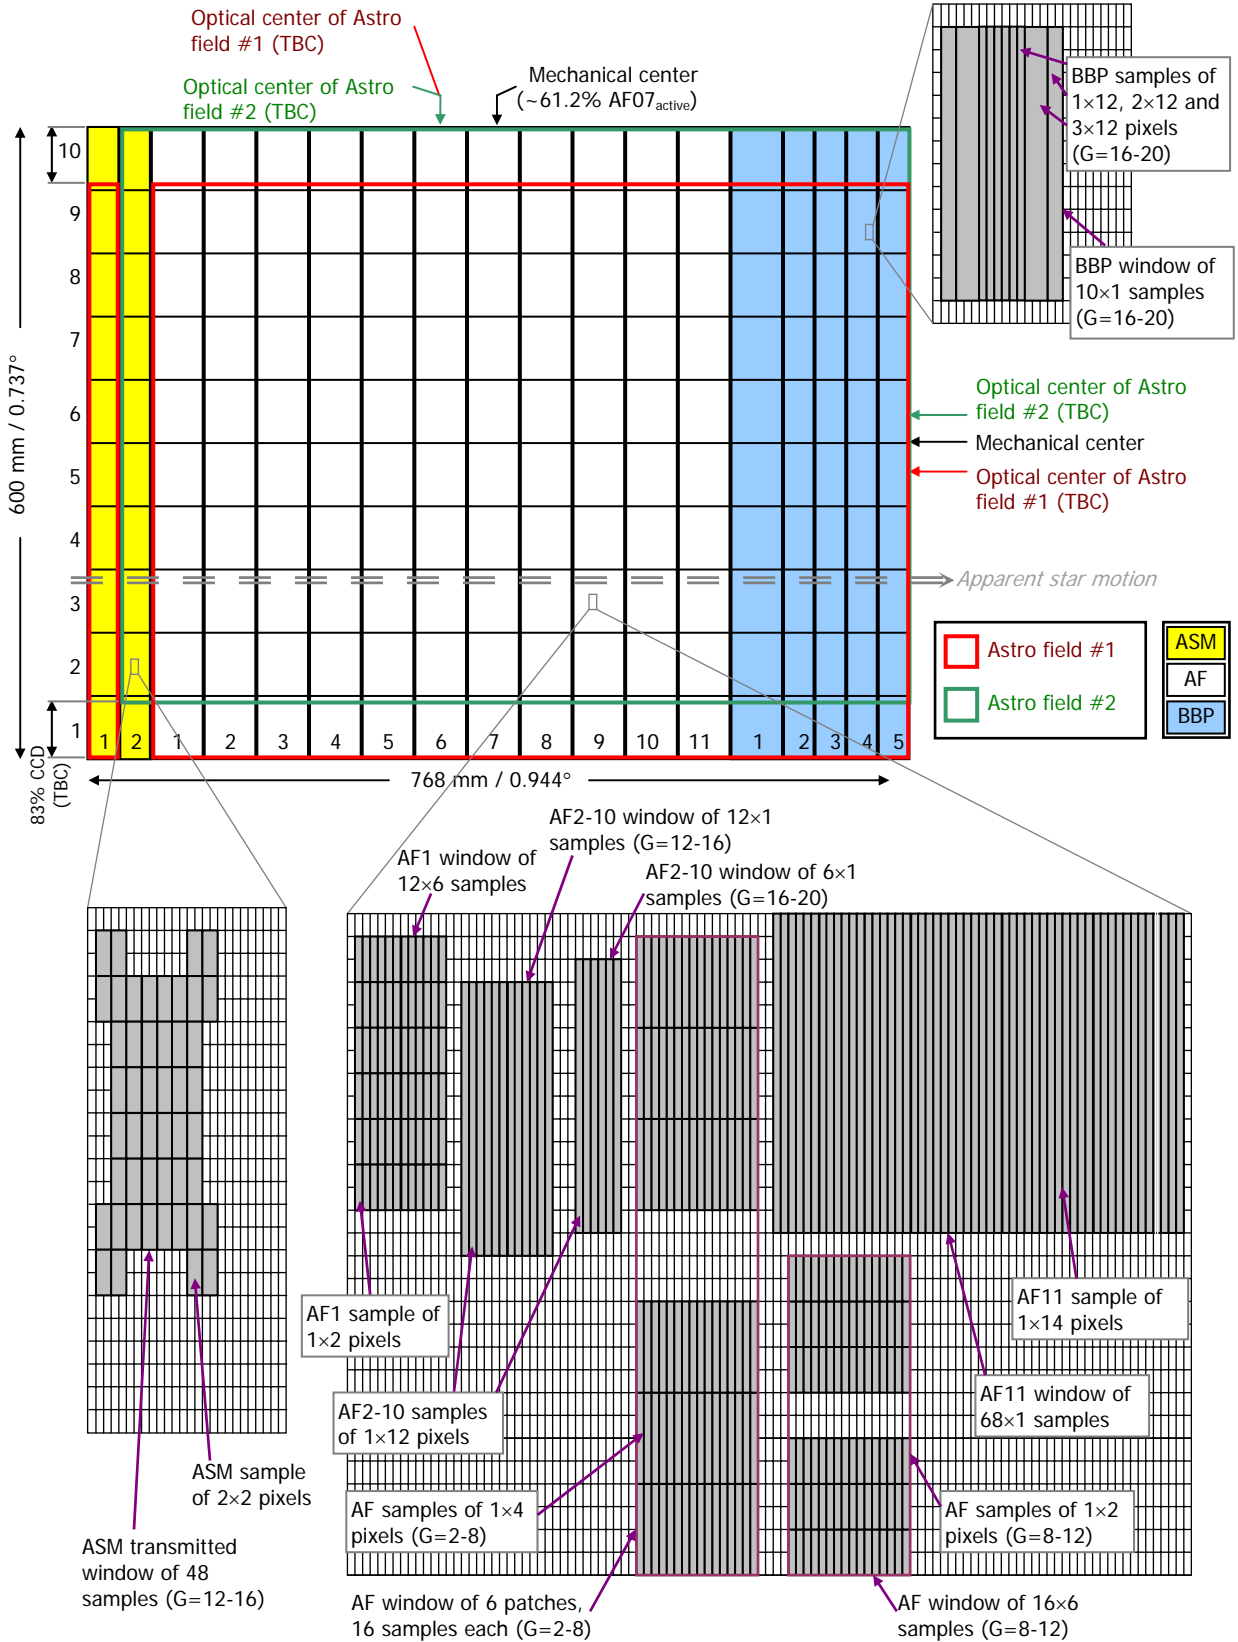 Optical center of Astro
field #1 (TBC)
Optical center of Astro
field #2 (TBC)
Mechanical center
(~61.2% AF07active)
BBP samples of
1×12, 2×12 and
3×12 pixels
(G=16-20)
BBP window of
10×1 samples
(G=16-20)
10
9
8
7
6
5
4
3
2
1
600 mm / 0.737°
83% CCD
(TBC)
Optical center of Astro
field #2 (TBC)
Mechanical center
Optical center of Astro
field #1 (TBC)
Apparent star motion
Astro field #1
Astro field #2
ASM
AF
BBP
1 2 1 2 3 4 5 6 7 8 9 10 11 1 2 3 4 5
768 mm / 0.944°
AF2-10 window of 12×1
samples (G=12-16)
AF1 window of
12×6 samples
AF2-10 window of 6×1
samples (G=16-20)
AF1 sample of
1×2 pixels
AF2-10 samples
of 1×12 pixels
AF11 sample of
1×14 pixels
AF11 window of
68×1 samples
ASM sample
of 2×2 pixels
AF samples of 1×4
pixels (G=2-8)
AF samples of 1×2
pixels (G=8-12)
ASM transmitted
window of 48
samples (G=12-16)
AF window of 6 patches,
16 samples each (G=2-8)
AF window of 16×6
samples (G=8-12)